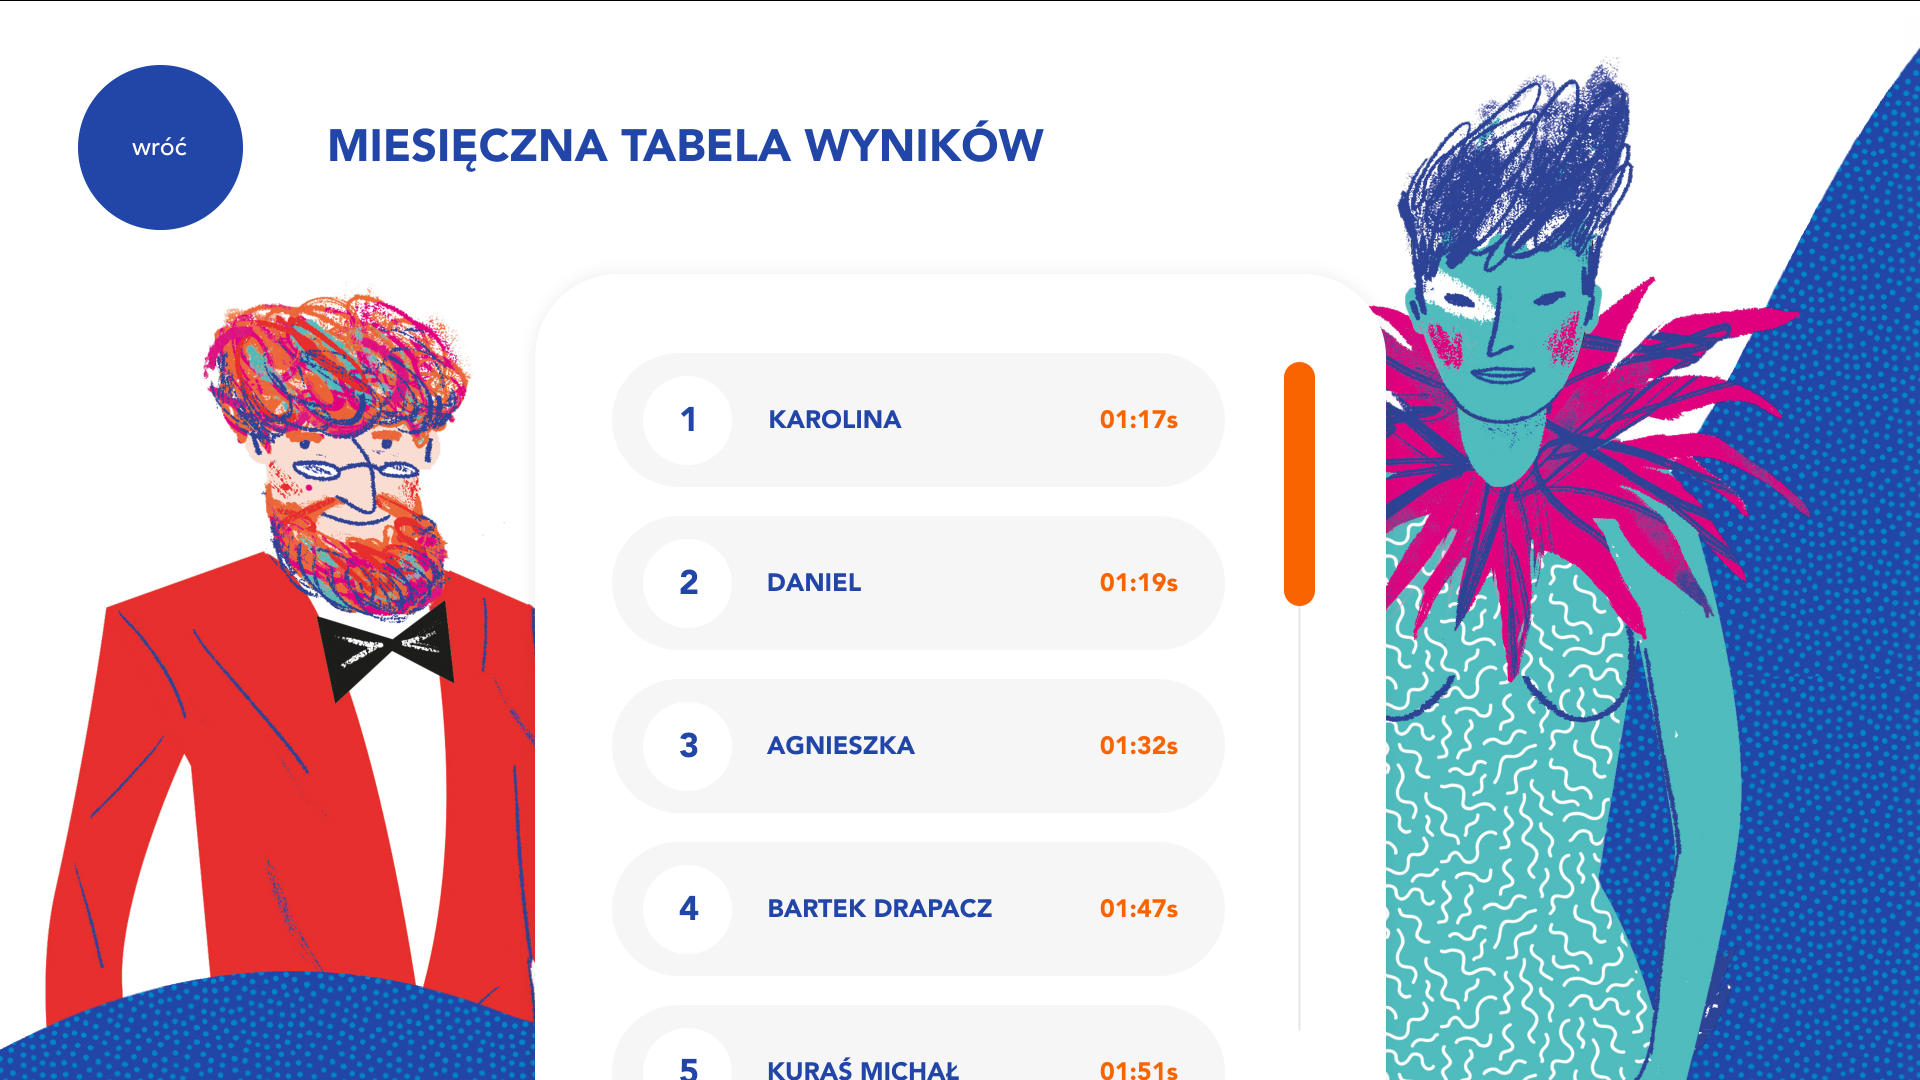 wróć
MIESIĘCZNA TABELA WYNIKÓW
1 KAROLINA 01:17s
2 DANIEL 01:19s
3 AGNIESZKA 01:32s
4 BARTEK DRAPACZ 01:47s
5 KURAŚ MICHAŁ 01:51s